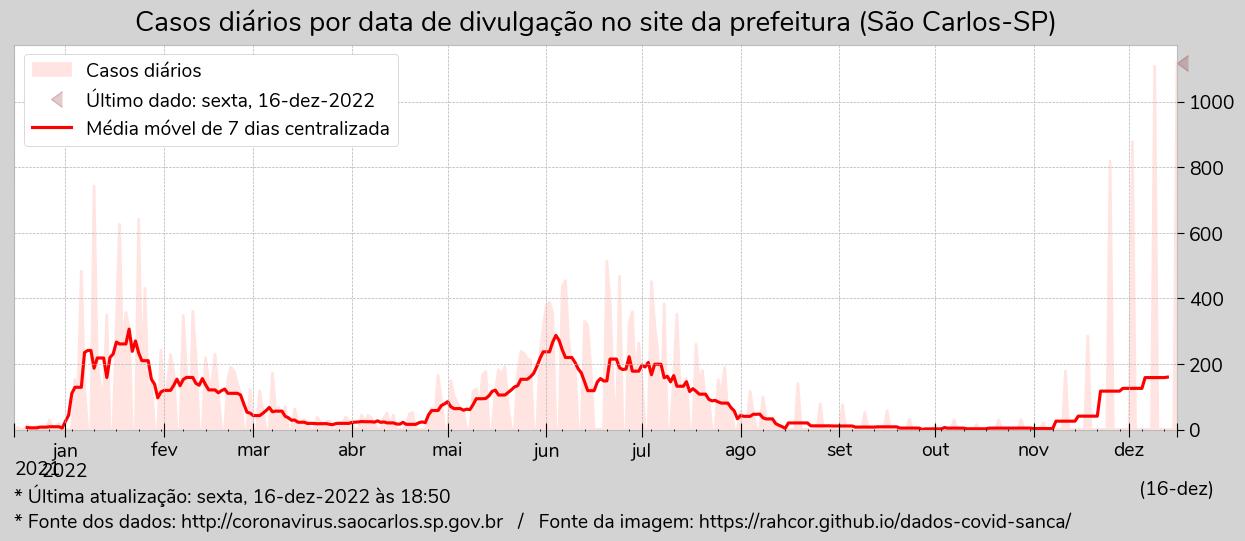 Casos diários por data de divulgação no site da prefeitura (São Carlos-SP)
Casos diários
Último dado: sexta, 16-dez-2022
Média móvel de 7 dias centralizada
1000
800
600
400
200
0
jan fev mar abr mai jun jul ago set out nov dez
2021 2022
(16-dez)
* Última atualização: sexta, 16-dez-2022 às 18:50
* Fonte dos dados: http://coronavirus.saocarlos.sp.gov.br / Fonte da imagem: https://rahcor.github.io/dados-covid-sanca/